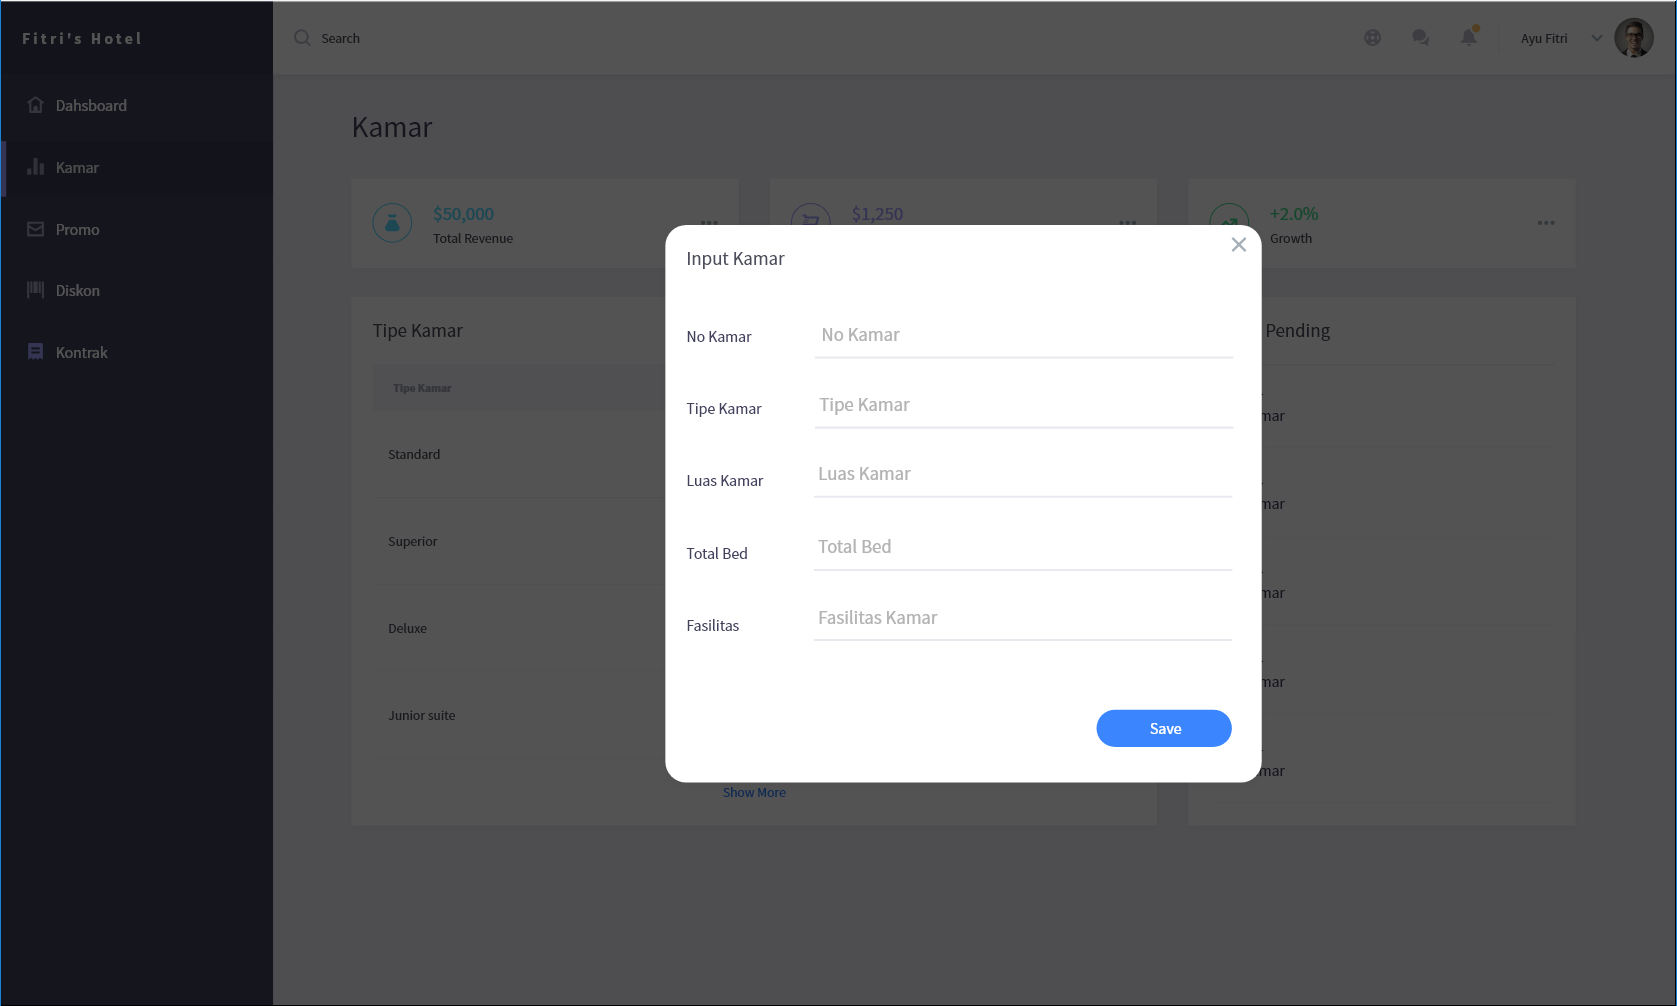 Fitri's Hotel
Search
Ayu Fitri
Dahsboard
Kamar
Promo
Diskon
Kontrak
Kamar
$50,000
Total Revenue
$1,250
+2.0%
Growth
Tipe Kamar
Tipe Kamar
Standard
Superior
Deluxe
Junior suite
Show More
Pending
mar
mar
mar
mar
mar
Input Kamar
No Kamar
No Kamar
Tipe Kamar
Tipe Kamar
Luas Kamar
Luas Kamar
Total Bed
Total Bed
Fasilitas
Fasilitas Kamar
Save